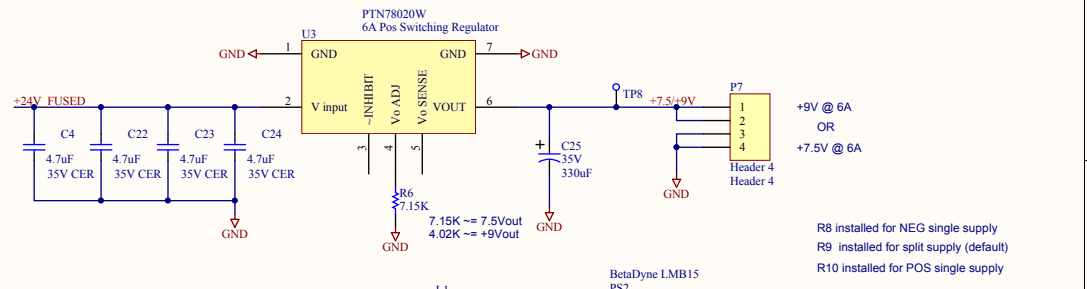 PTN78020W
6A Pos Switching Regulator
U3
GND
1
GND
GND
7
GND
+24V_FUSED
2
V input
~INHIBIT
Vo ADJ
Vo SENSE
VOUT
6
3
4
5
C4
4.7uF
35V CER
C22
4.7uF
35V CER
C23
4.7uF
35V CER
C24
4.7uF
35V CER
GND
R6
7.15K
GND
7.15K ~= 7.5Vout
4.02K ~= +9Vout
+
C25
35V
330uF
GND
TP8
+7.5/+9V
P7
1
2
3
4
Header 4
Header 4
GND
+9V @ 6A
OR
+7.5V @ 6A
R8 installed for NEG single supply
R9 installed for split supply (default)
R10 installed for POS single supply
BetaDyne LMB15
PS2